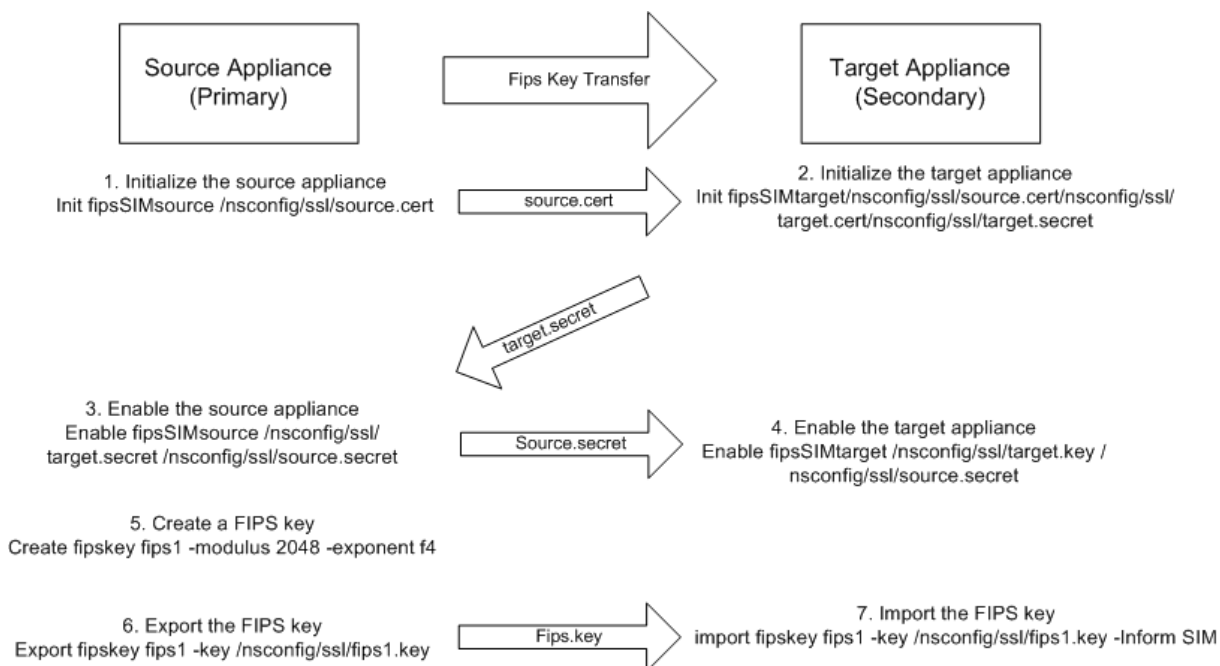 Source Appliance
(Primary)
Fips Key Transfer
Target Appliance
(Secondary)
1. Initialize the source appliance
Init fipsSIMsource /nsconfig/ssl/source.cert
source.cert
2. Initialize the target appliance
Init fipsSIMtarget/nsconfig/ssl/source.cert/nsconfig/ssl/
target.cert/nsconfig/ssl/target.secret
target.secret
3. Enable the source appliance
Enable fipsSIMsource /nsconfig/ssl/
target.secret /nsconfig/ssl/source.secret
Source.secret
4. Enable the target appliance
Enable fipsSIMtarget /nsconfig/ssl/target.key /
nsconfig/ssl/source.secret
5. Create a FIPS key
Create fipskey fips1 -modulus 2048 -exponent f4
6. Export the FIPS key
Export fipskey fips1 -key /nsconfig/ssl/fips1.key
Fips.key
7. Import the FIPS key
import fipskey fips1 -key /nsconfig/ssl/fips1.key -Inform SIM